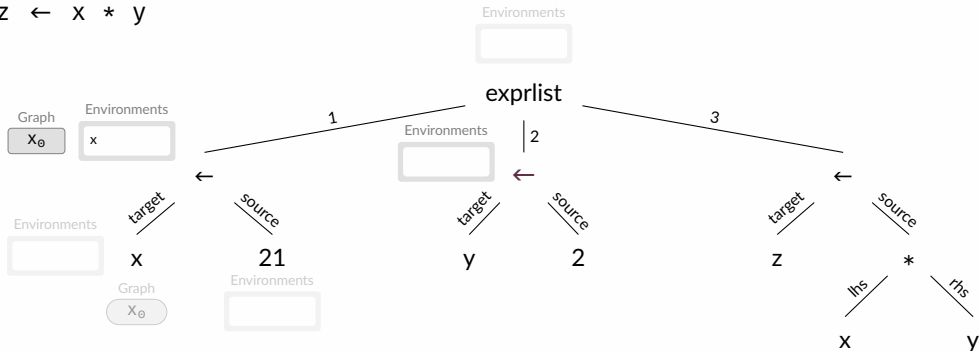 z ← x * y
Environments
exprlist
Graph
Environments
x₀
x
1
Environments
2
3
←
←
←
target
source
target
source
target
source
Environments
x
21
y
2
z
*
Graph
Environments
x₀
lhs
rhs
x
y